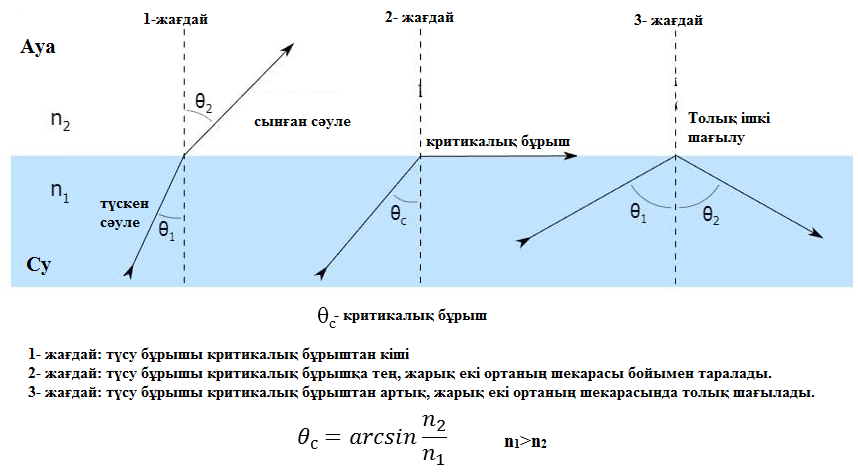 1-жағдай
2- жағдай
3- жағдай
Ауа
θ2
n2
сынған сәуле
критикалық бұрыш
Толық ішкі
шағылу
n1
түскен
сәуле
θ1
θc
θ1
θ2
Су
θc- критикалық бұрыш
1- жағдай: түсу бұрышы критикалық бұрыштан кіші
2- жағдай: түсу бұрышы критикалық бұрышқа тең, жарық екі ортаның шекарасы бойымен таралады.
3- жағдай: түсу бұрышы критикалық бұрыштан артық, жарық екі ортаның шекарасында толық шағылады.
θc = arcsin n2/n1
n1>n2